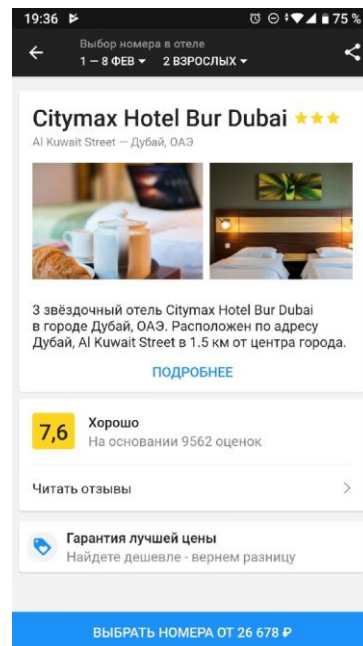 19:36 75 %
Выбор номера в отеле
1 — 8 ФЕВ 2 ВЗРОСЛЫХ
Citymax Hotel Bur Dubai
Al Kuwait Street — Дубай, ОАЭ
3 звёздочный отель Citymax Hotel Bur Dubai
в городе Дубай, ОАЭ. Расположен по адресу
Дубай, Al Kuwait Street в 1.5 км от центра города.
ПОДРОБНЕЕ
7,6 Хорошо
На основании 9562 оценок
Читать отзывы
Гарантия лучшей цены
Найдете дешевле - вернем разницу
ВЫБРАТЬ НОМЕРА ОТ 26 678 ₽